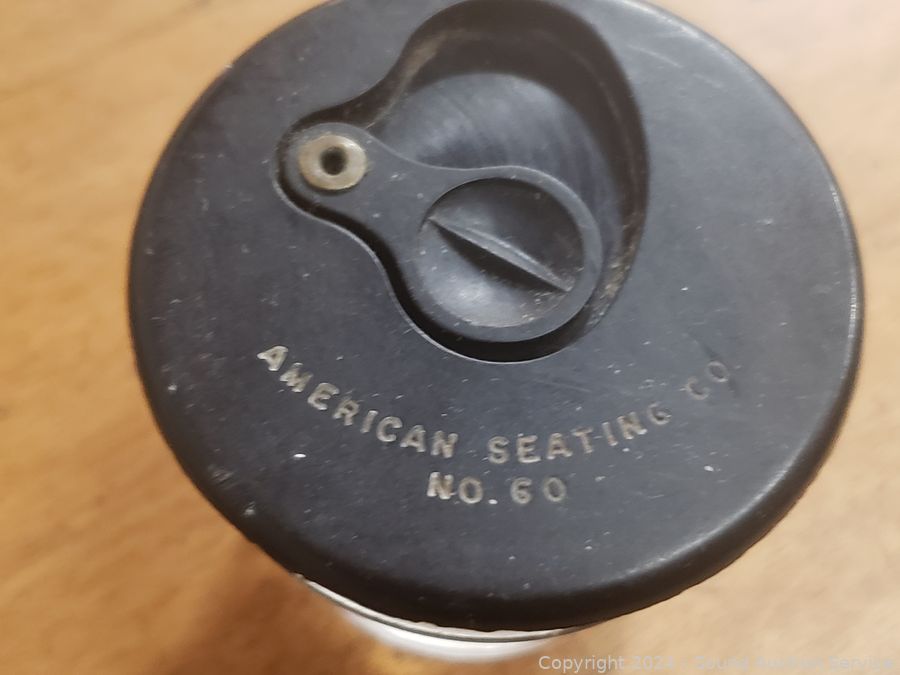 AMERICAN SEATING CO.
NO. 60
Copyright 2024 - Sound Auction Service